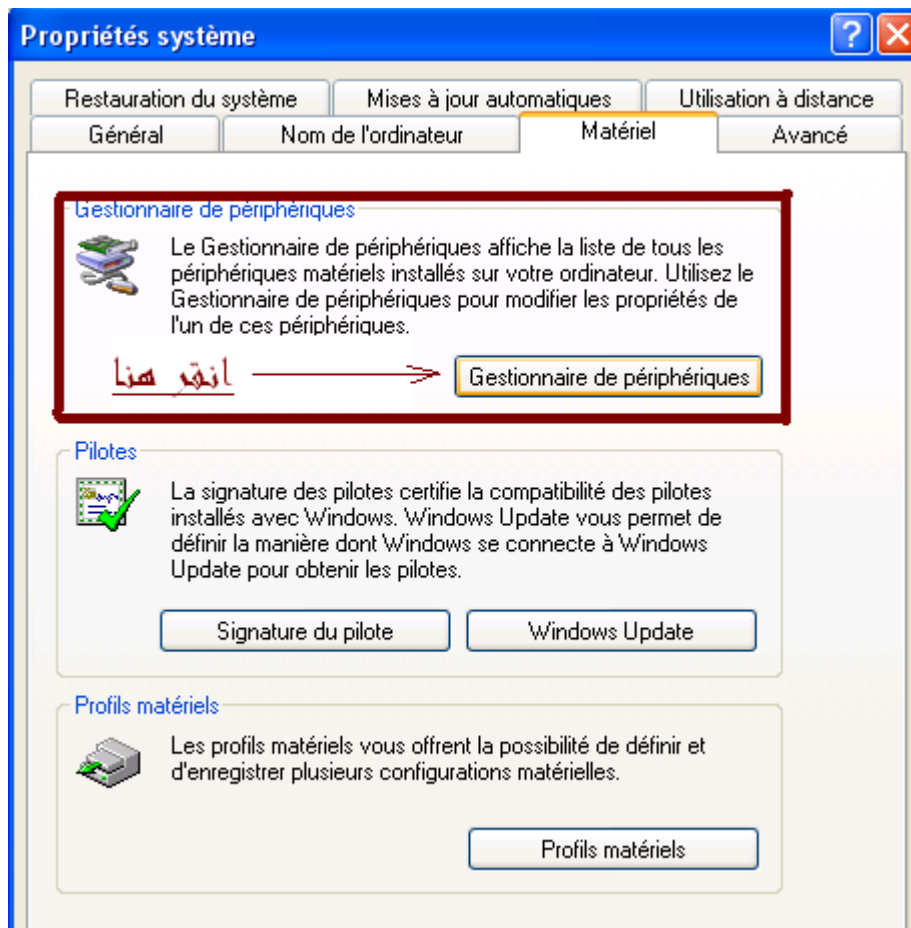 Propriétés système
Restauration du système
Mises à jour automatiques
Utilisation à distance
Général
Nom de l'ordinateur
Matériel
Avancé
Gestionnaire de périphériques
Le Gestionnaire de périphériques affiche la liste de tous les
périphériques matériels installés sur votre ordinateur. Utilisez le
Gestionnaire de périphériques pour modifier les propriétés de
l'un de ces périphériques.
انقر هنا
Gestionnaire de périphériques
Pilotes
La signature des pilotes certifie la compatibilité des pilotes
installés avec Windows. Windows Update vous permet de
définir la manière dont Windows se connecte à Windows
Update pour obtenir les pilotes.
Signature du pilote
Windows Update
Profils matériels
Les profils matériels vous offrent la possibilité de définir et
d'enregistrer plusieurs configurations matérielles.
Profils matériels